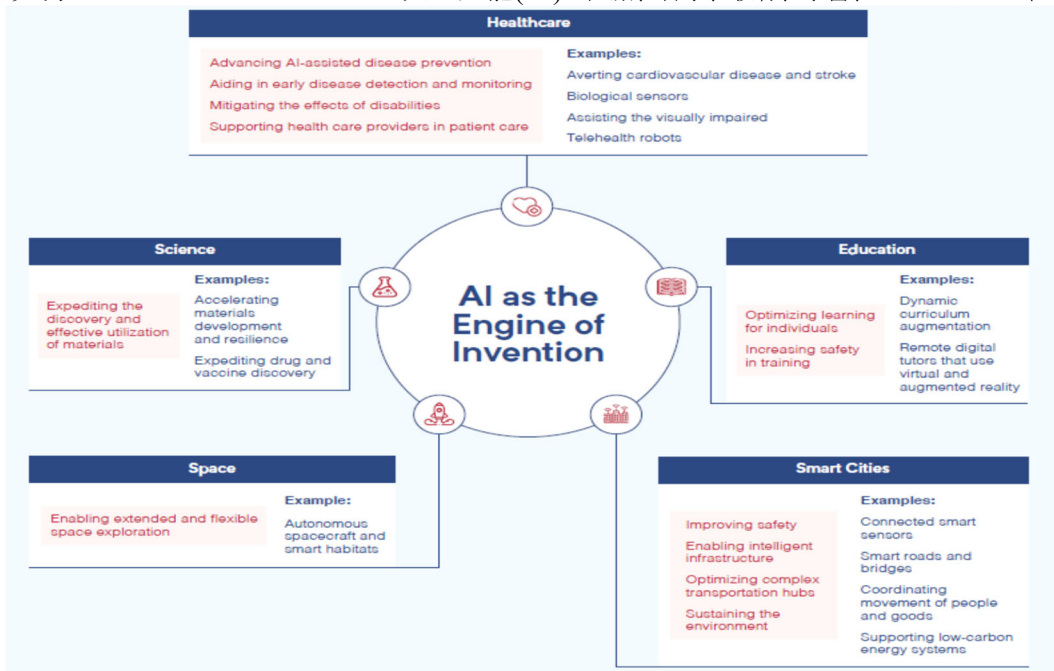 Healthcare
Advancing AI-assisted disease prevention
Aiding in early disease detection and monitoring
Mitigating the effects of disabilities
Supporting health care providers in patient care
Examples:
Averting cardiovascular disease and stroke
Biological sensors
Assisting the visually impaired
Telehealth robots
Science
Expediting the
discovery and
effective utilization
of materials
Examples:
Accelerating
materials
development
and resilience
Expediting drug and
vaccine discovery
AI as the
Engine of
Invention
Education
Optimizing learning
for individuals
Increasing safety
in training
Examples:
Dynamic
curriculum
augmentation
Remote digital
tutors that use
virtual and
augmented reality
Space
Enabling extended and flexible
space exploration
Example:
Autonomous
spacecraft and
smart habitats
Smart Cities
Improving safety
Enabling intelligent
infrastructure
Optimizing complex
transportation hubs
Sustaining the
environment
Examples:
Connected smart
sensors
Smart roads and
bridges
Coordinating
movement of people
and goods
Supporting low-carbon
energy systems